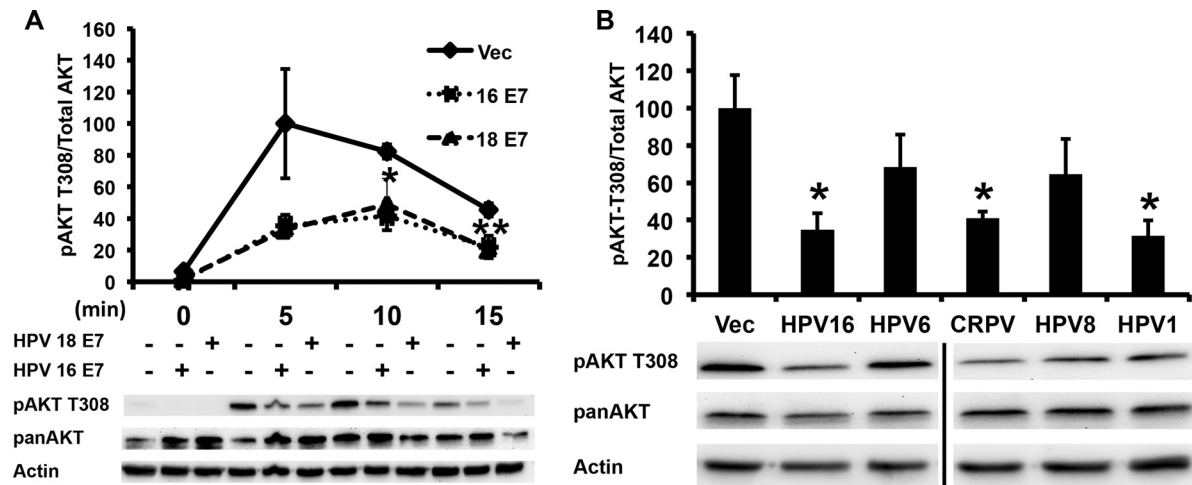 A
160
140
120
100
80
60
40
20
0
pAKT T308/Total AKT
Vec
16 E7
18 E7
*
**
(min) 0 5 10 15
HPV 18 E7 - - + - - + - - + - - +
HPV 16 E7 - + - - + - - + - - + -
pAKT T308
panAKT
Actin
B
140
120
100
80
60
40
20
0
pAKT-T308/Total AKT
* * *
Vec HPV16 HPV6 CRPV HPV8 HPV1
pAKT T308
panAKT
Actin